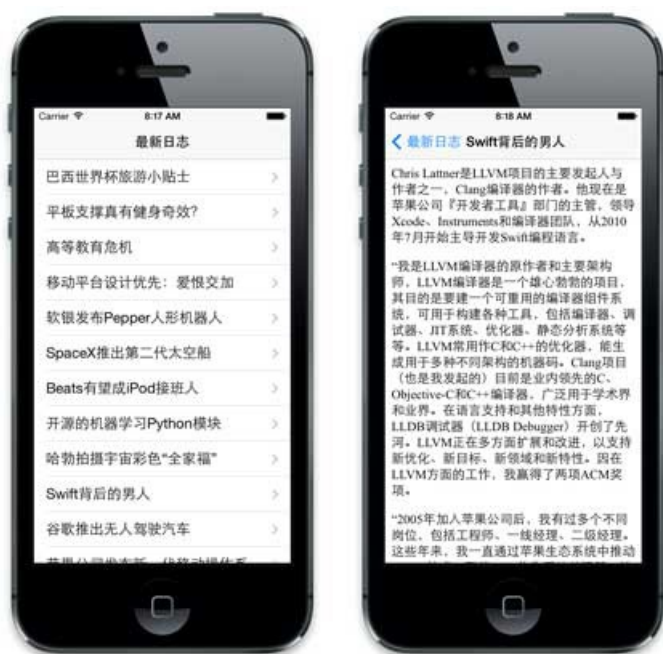 Carrier 8:17 AM
最新日志
巴西世界杯旅游小贴士
平板支撑真有健身奇效?
高等教育危机
移动平台设计优先：爱恨交加
软银发布Pepper人形机器人
SpaceX推出第二代太空船
Beats有望成iPod接班人
开源的机器学习Python模块
哈勃拍摄宇宙彩色“全家福”
Swift背后的男人
谷歌推出无人驾驶汽车
Carrier 8:18 AM
最新日志 Swift背后的男人
Chris Lattner是LLVM项目的主要发起人与
作者之一，Clang编译器的作者。他现在是
苹果公司『开发者工具』部门的主管，领导
Xcode、Instruments和编译器团队，从2010
年7月开始主导开发Swift编程语言。
“我是LLVM编译器的原作者和主要架构
师，LLVM编译器是一个雄心勃勃的项目，
其目的是要建一个可重用的编译器组件系
统，可用于构建各种工具，包括编译器、调
试器、JIT系统、优化器、静态分析系统等
等。LLVM常用作C和C++的优化器，能生
成用于多种不同架构的机器码。Clang项目
（也是我发起的）目前是业内领先的C、
Objective-C和C++编译器，广泛用于学术界
和业界。在语言支持和其他特性方面，
LLDB调试器（LLDB Debugger）开创了先
河。LLVM正在多方面扩展和改进，以支持
新优化、新目标、新领域和新特性。因在
LLVM方面的工作，我赢得了两项ACM奖
项。
“2005年加入苹果公司后，我有过多个不同
岗位，包括工程师、一线经理、二级经理。
这些年来，我一直通过苹果生态系统中推动